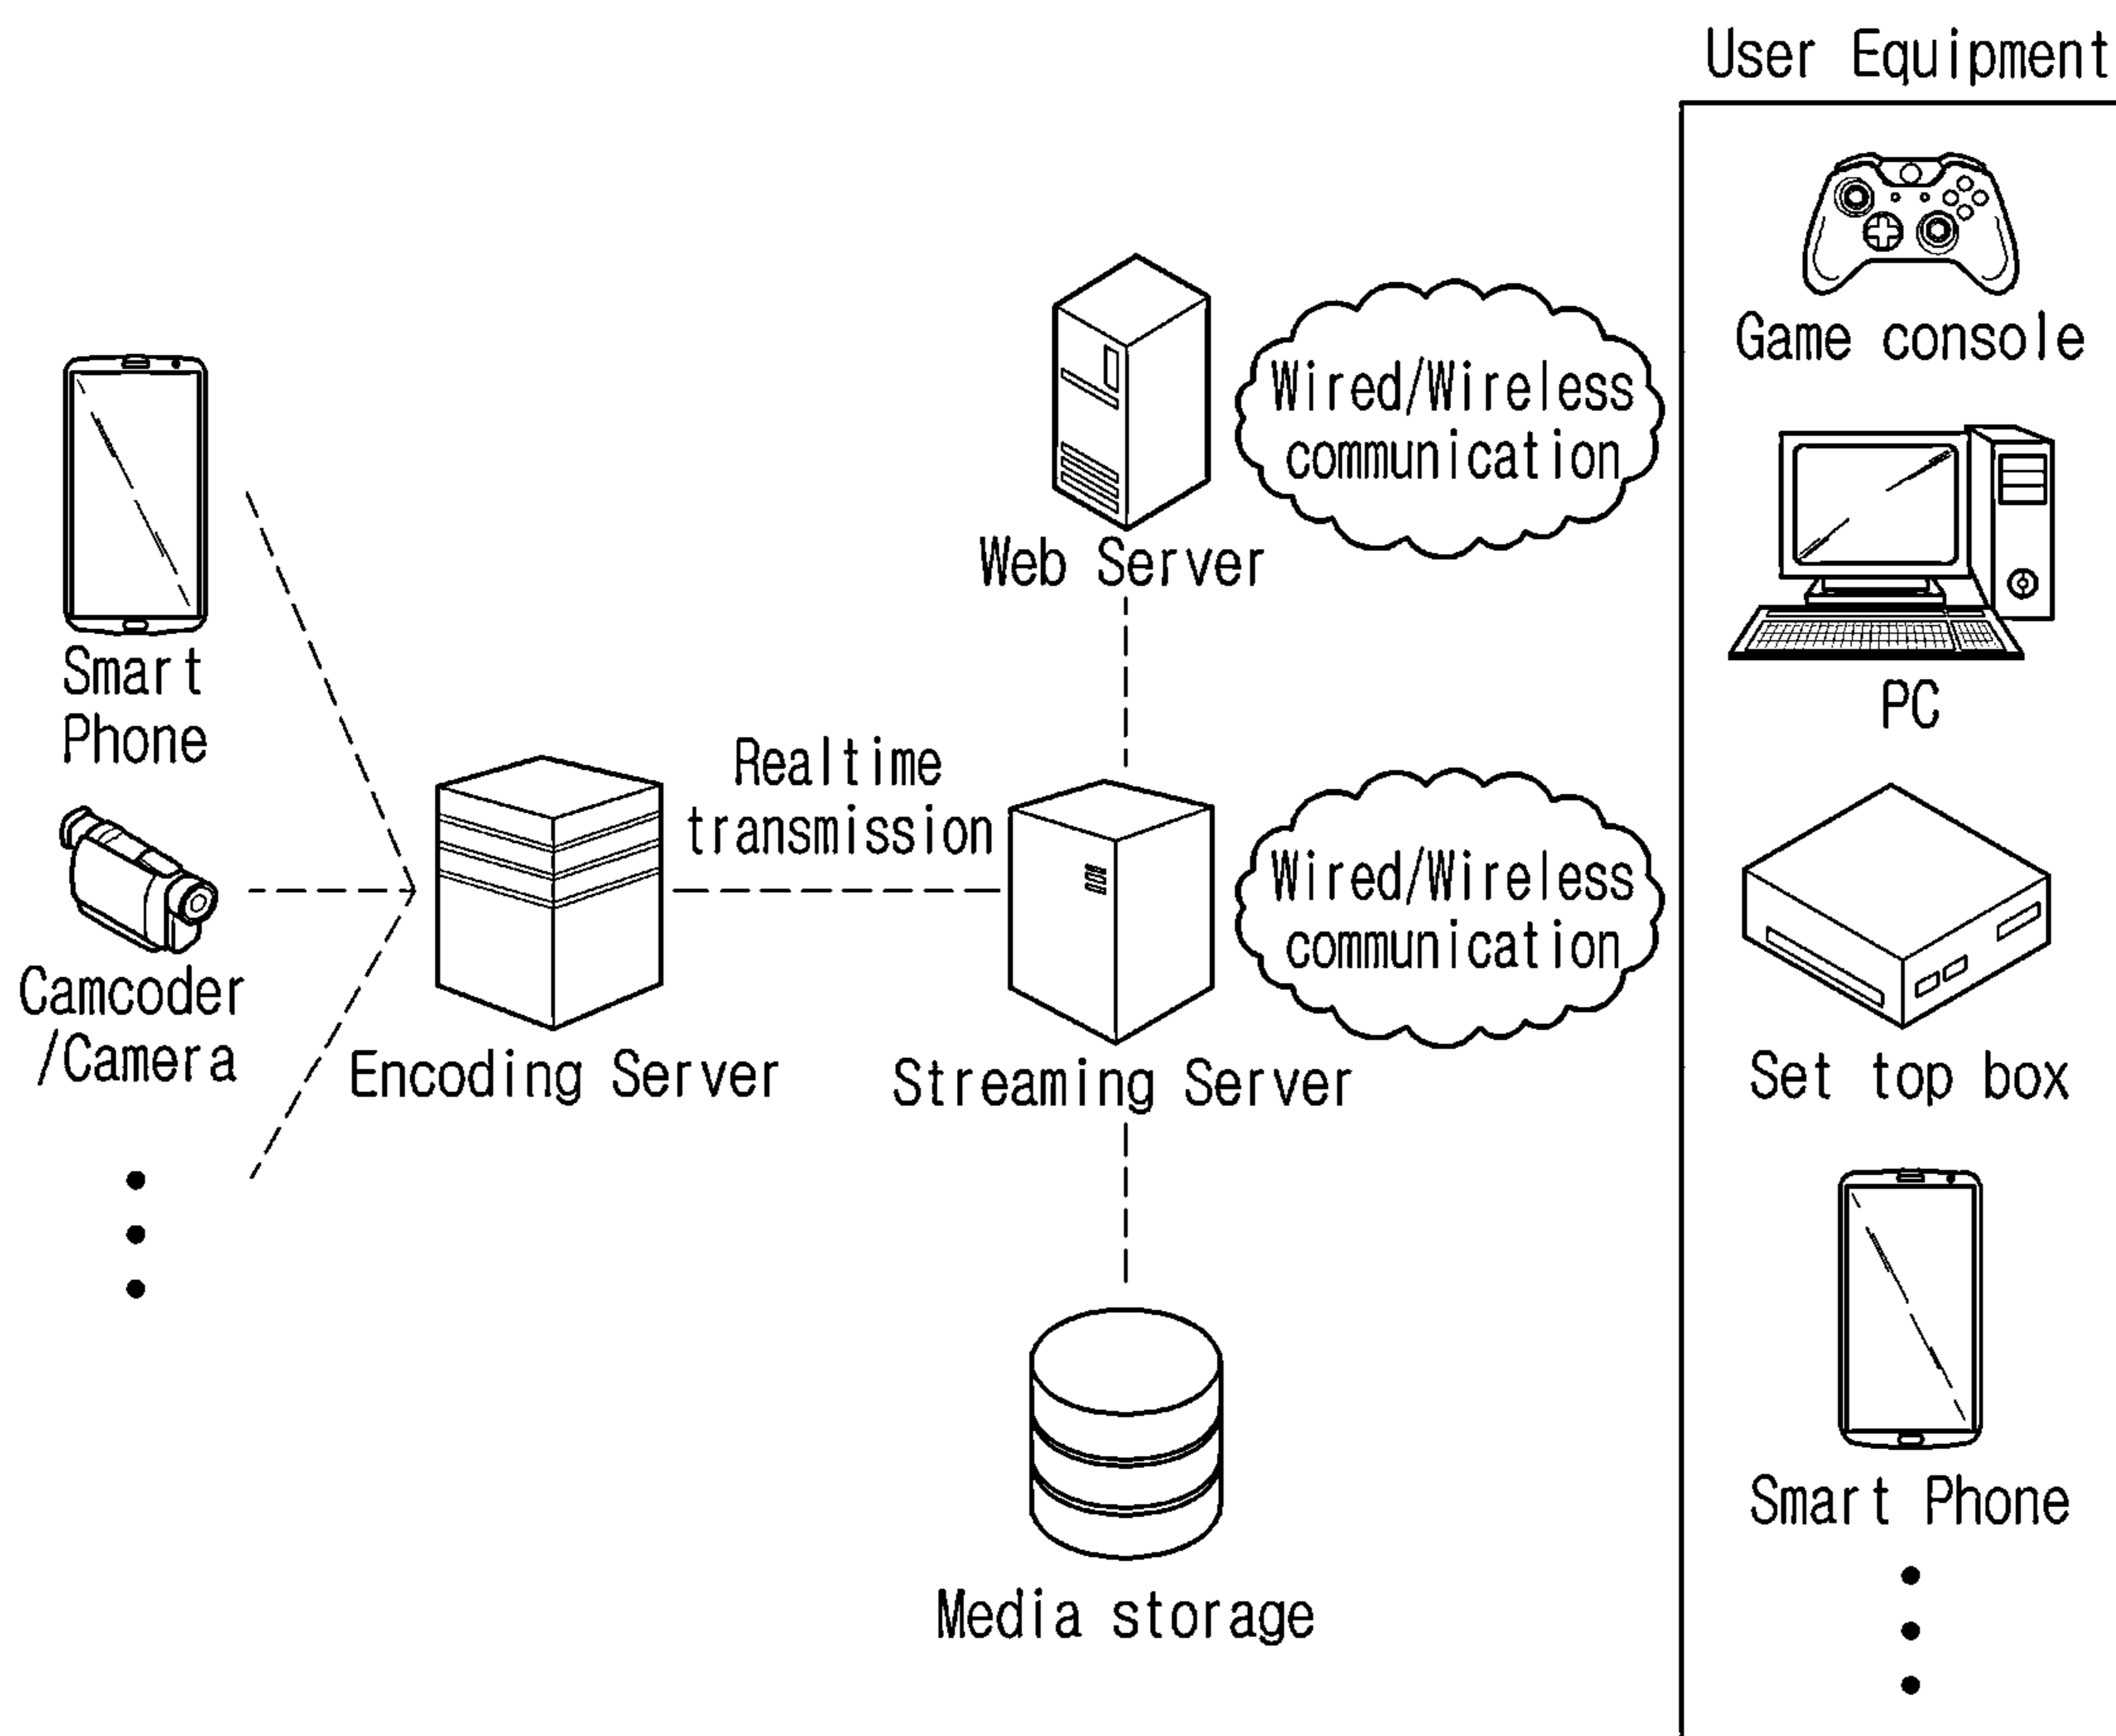 User Equipment
Game console
Wired/Wireless
communication
Web Server
Smart
Phone
PC
Realtime
transmission
Wired/Wireless
communication
Camcoder
/Camera
Encoding Server
Streaming Server
Set top box
Smart Phone
Media storage